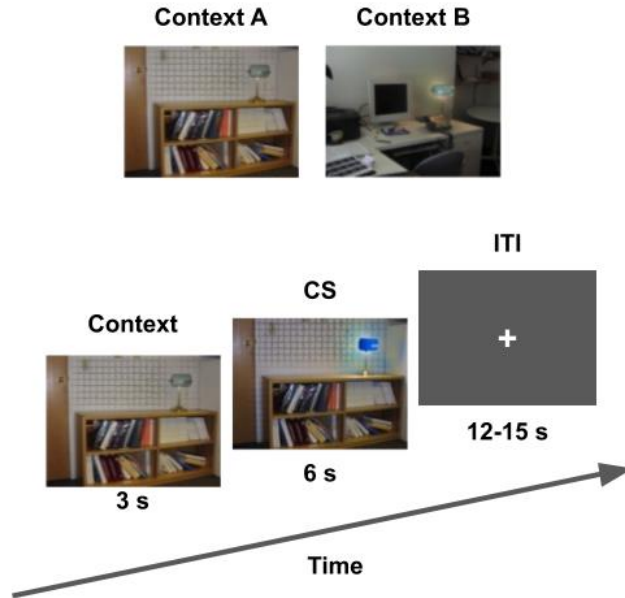 Context A
Context B
ITI
CS
Context
12-15 s
6 s
3 s
Time